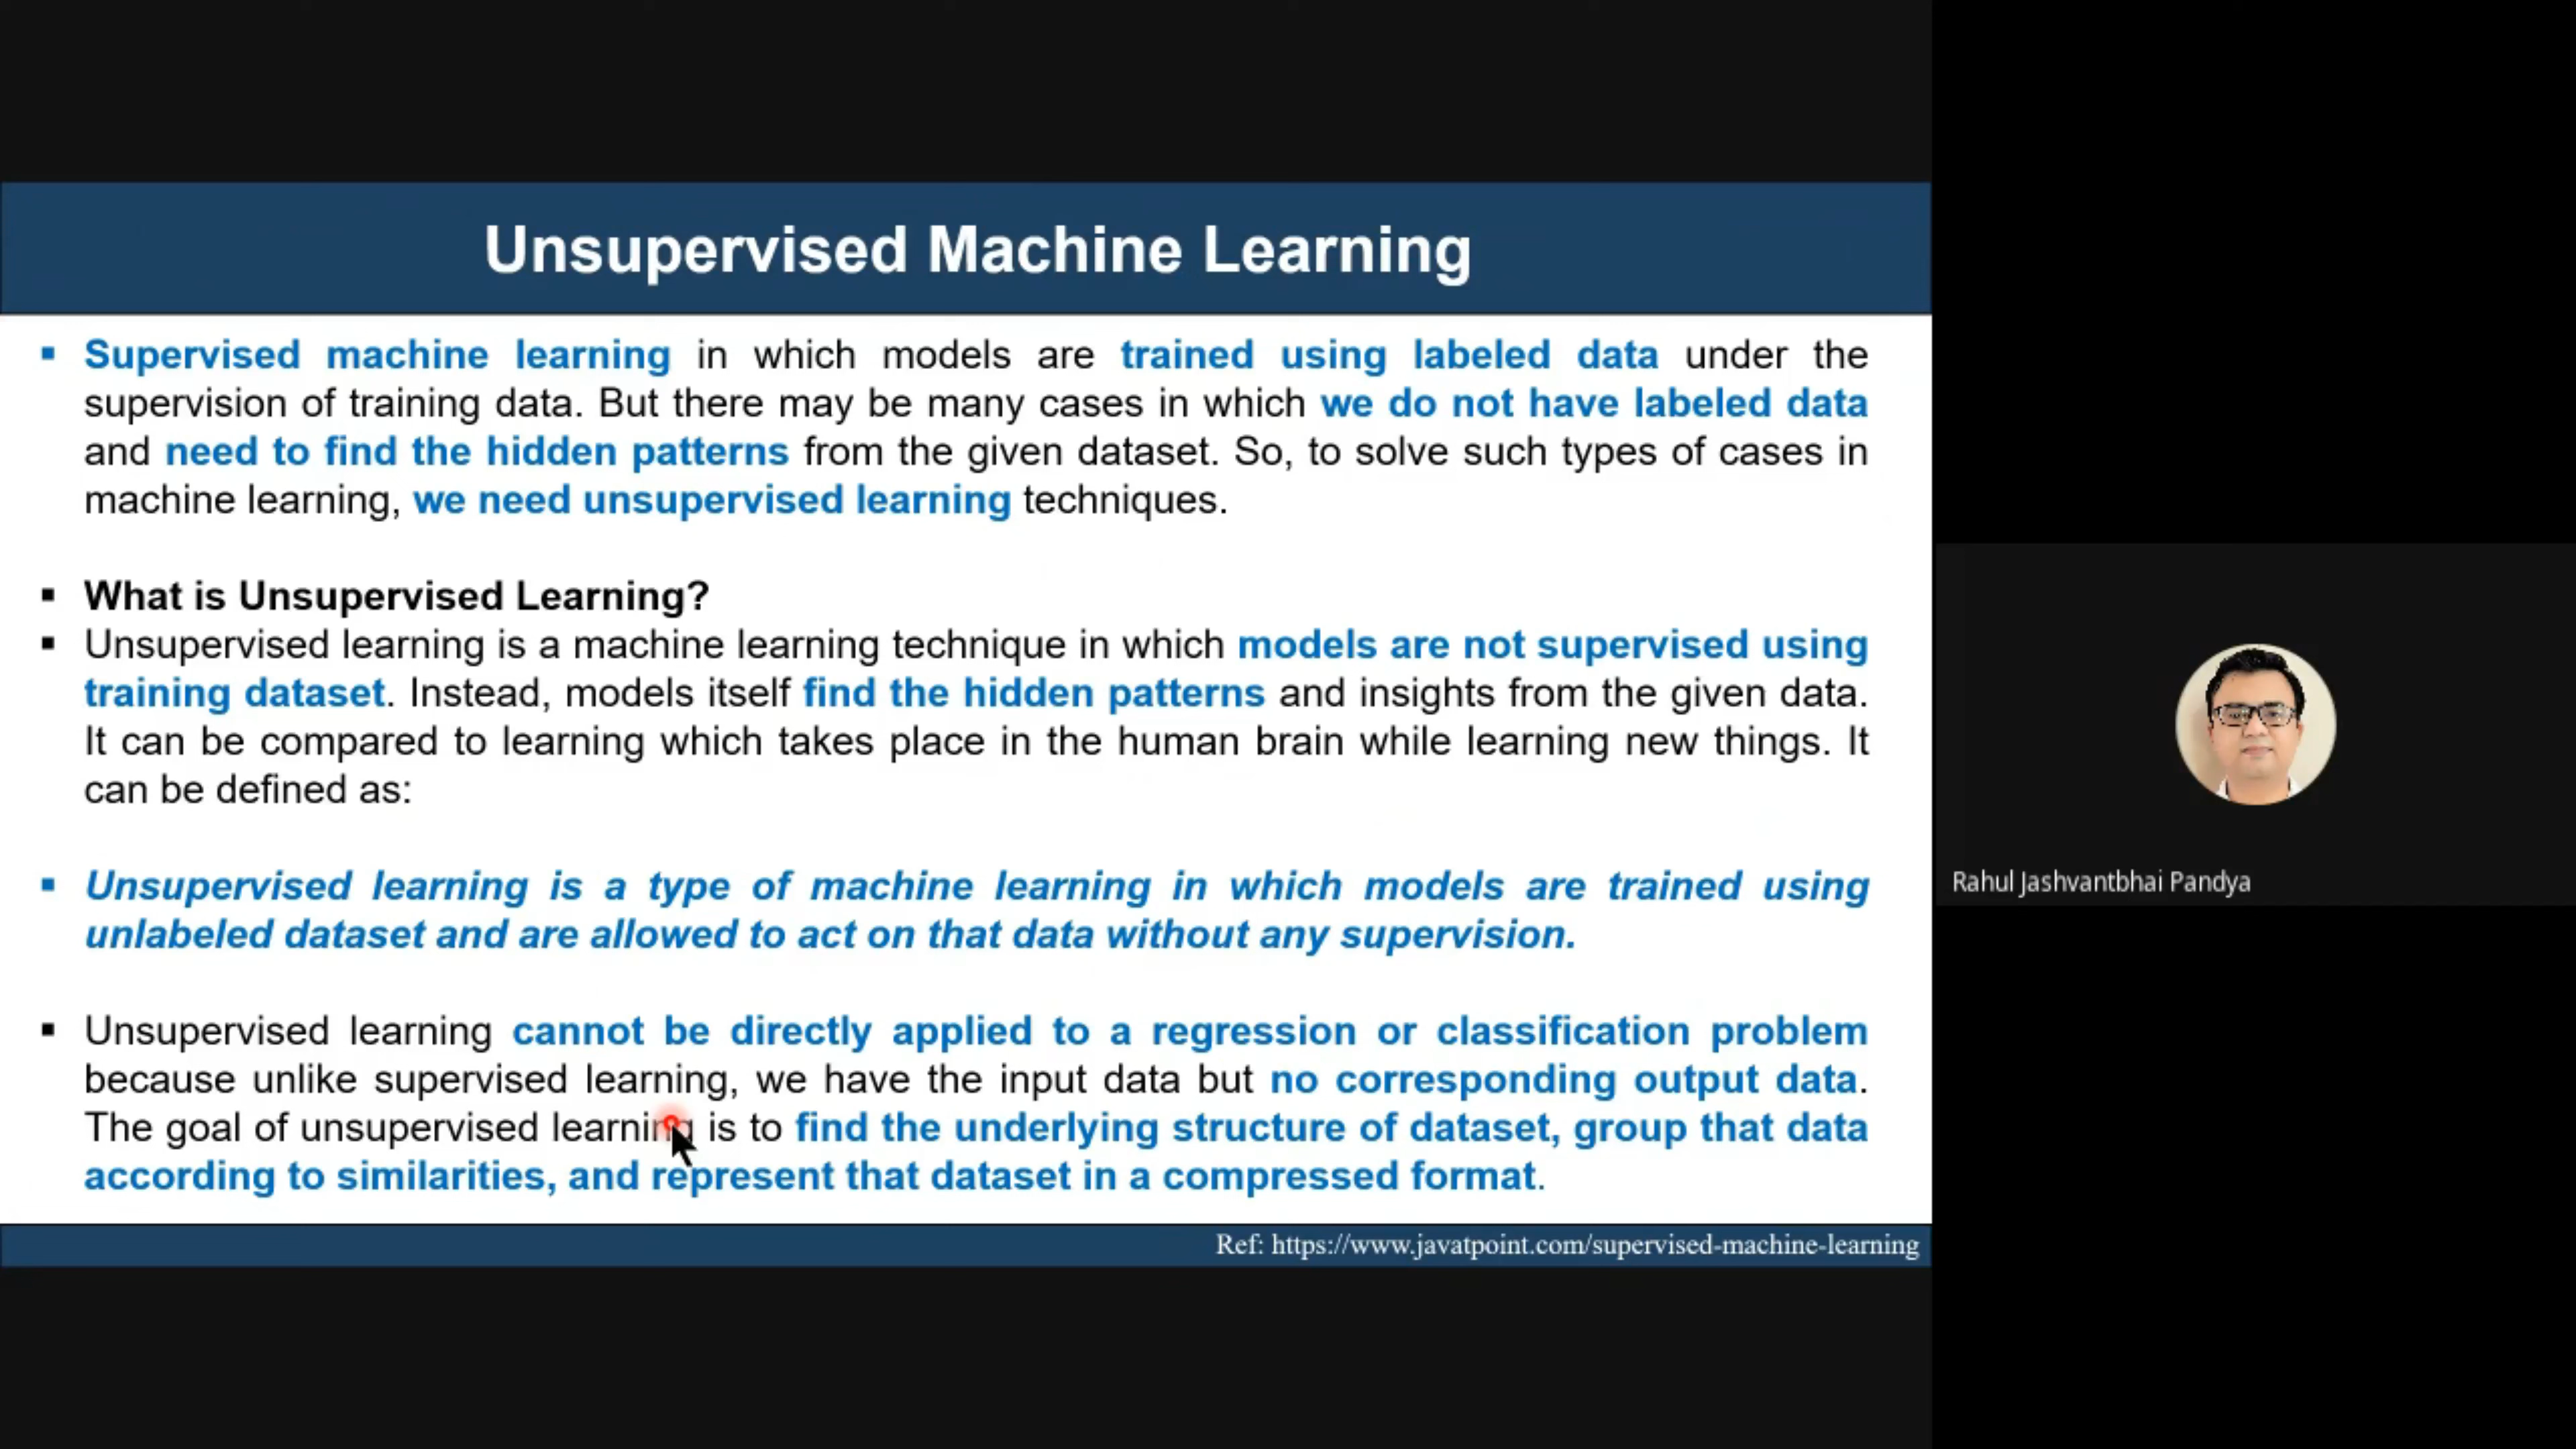 Unsupervised Machine Learning
▪ Supervised machine learning in which models are trained using labeled data under the
supervision of training data. But there may be many cases in which we do not have labeled data
and need to find the hidden patterns from the given dataset. So, to solve such types of cases in
machine learning, we need unsupervised learning techniques.
▪ What is Unsupervised Learning?
▪ Unsupervised learning is a machine learning technique in which models are not supervised using
training dataset. Instead, models itself find the hidden patterns and insights from the given data.
It can be compared to learning which takes place in the human brain while learning new things. It
can be defined as:
▪ Unsupervised learning is a type of machine learning in which models are trained using
unlabeled dataset and are allowed to act on that data without any supervision.
▪ Unsupervised learning cannot be directly applied to a regression or classification problem
because unlike supervised learning, we have the input data but no corresponding output data.
The goal of unsupervised learning is to find the underlying structure of dataset, group that data
according to similarities, and represent that dataset in a compressed format.
Ref: https://www.javatpoint.com/supervised-machine-learning
Rahul Jashvantbhai Pandya